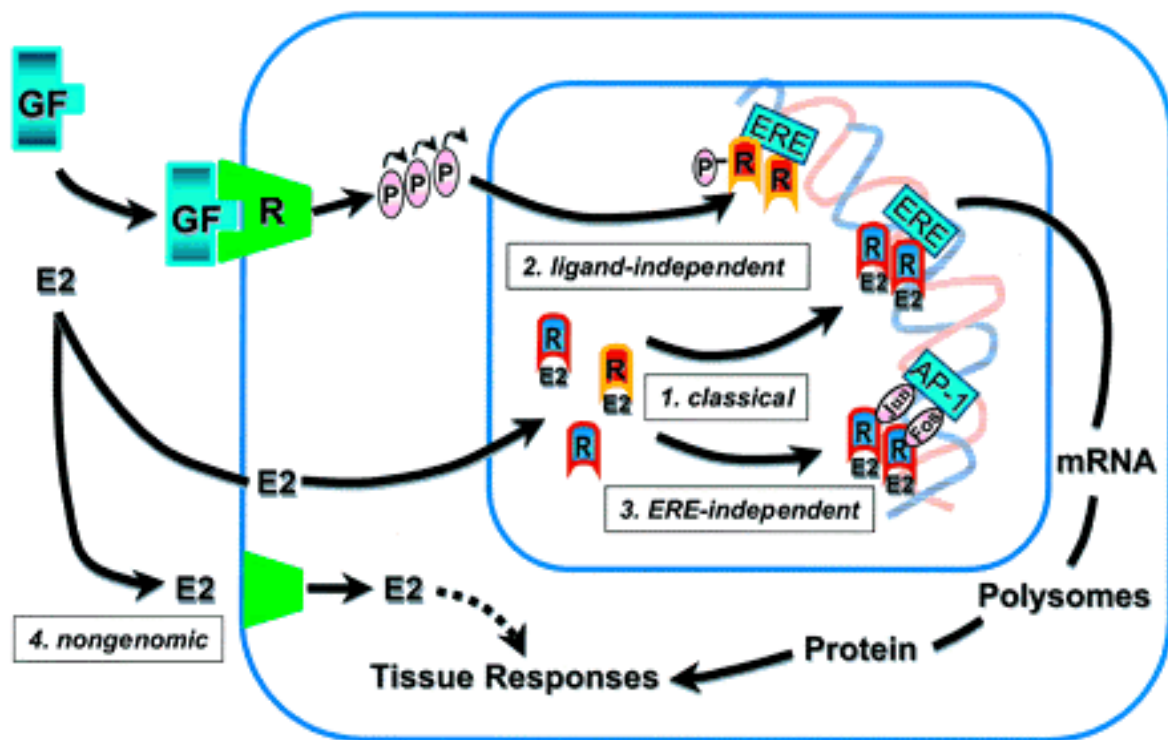 GF
GF
R
P
P
P
P
R
R
ERE
2. ligand-independent
ERE
R
R
E2
E2
E2
R
E2
R
E2
R
1. classical
AP-1
Jun
Fos
R
R
E2
E2
3. ERE-independent
E2
mRNA
E2
E2
4. nongenomic
Polysomes
Protein
Tissue Responses